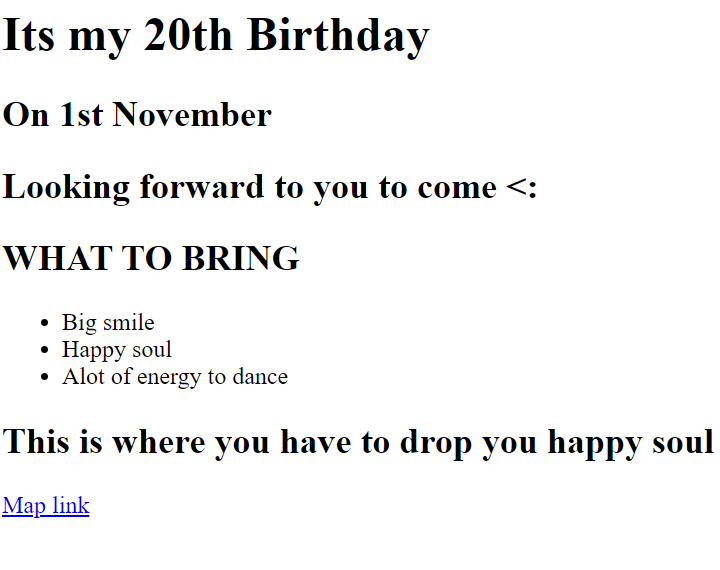 Its my 20th Birthday
On 1st November
Looking forward to you to come <:
WHAT TO BRING
Big smile
Happy soul
Alot of energy to dance
This is where you have to drop you happy soul
Map link